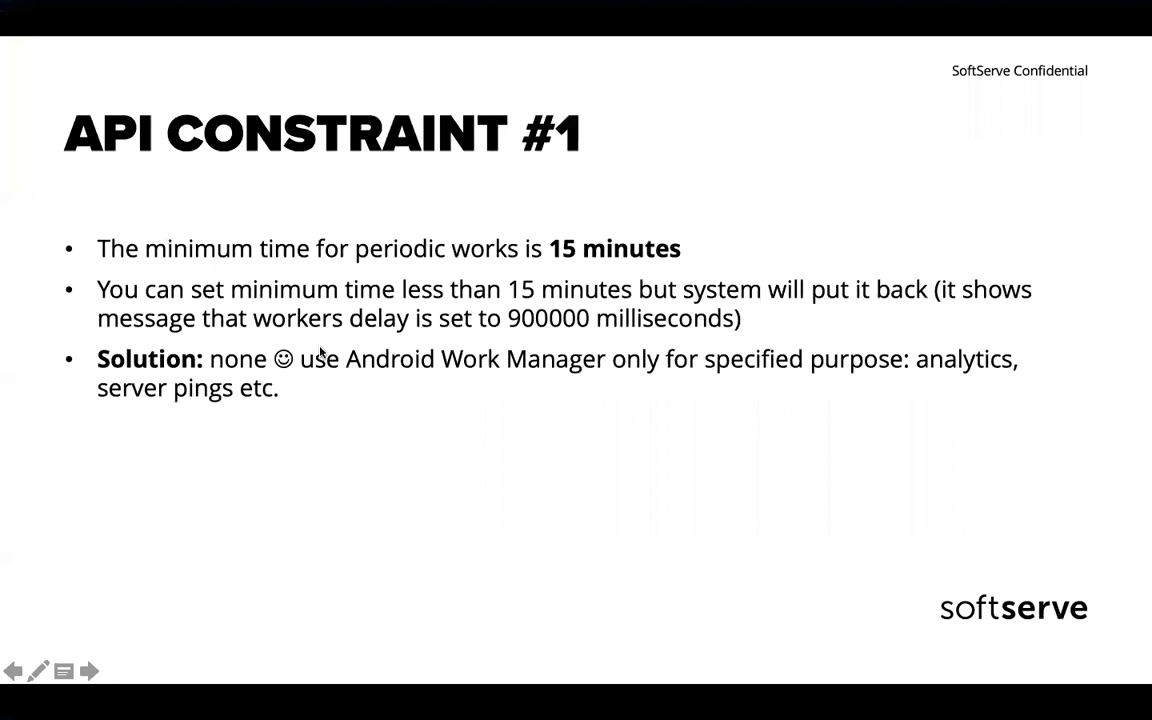 SoftServe Confidential
API CONSTRAINT #1
• The minimum time for periodic works is 15 minutes
• You can set minimum time less than 15 minutes but system will put it back (it shows
message that workers delay is set to 900000 milliseconds)
• Solution: none ☺ use Android Work Manager only for specified purpose: analytics,
server pings etc.
softserve